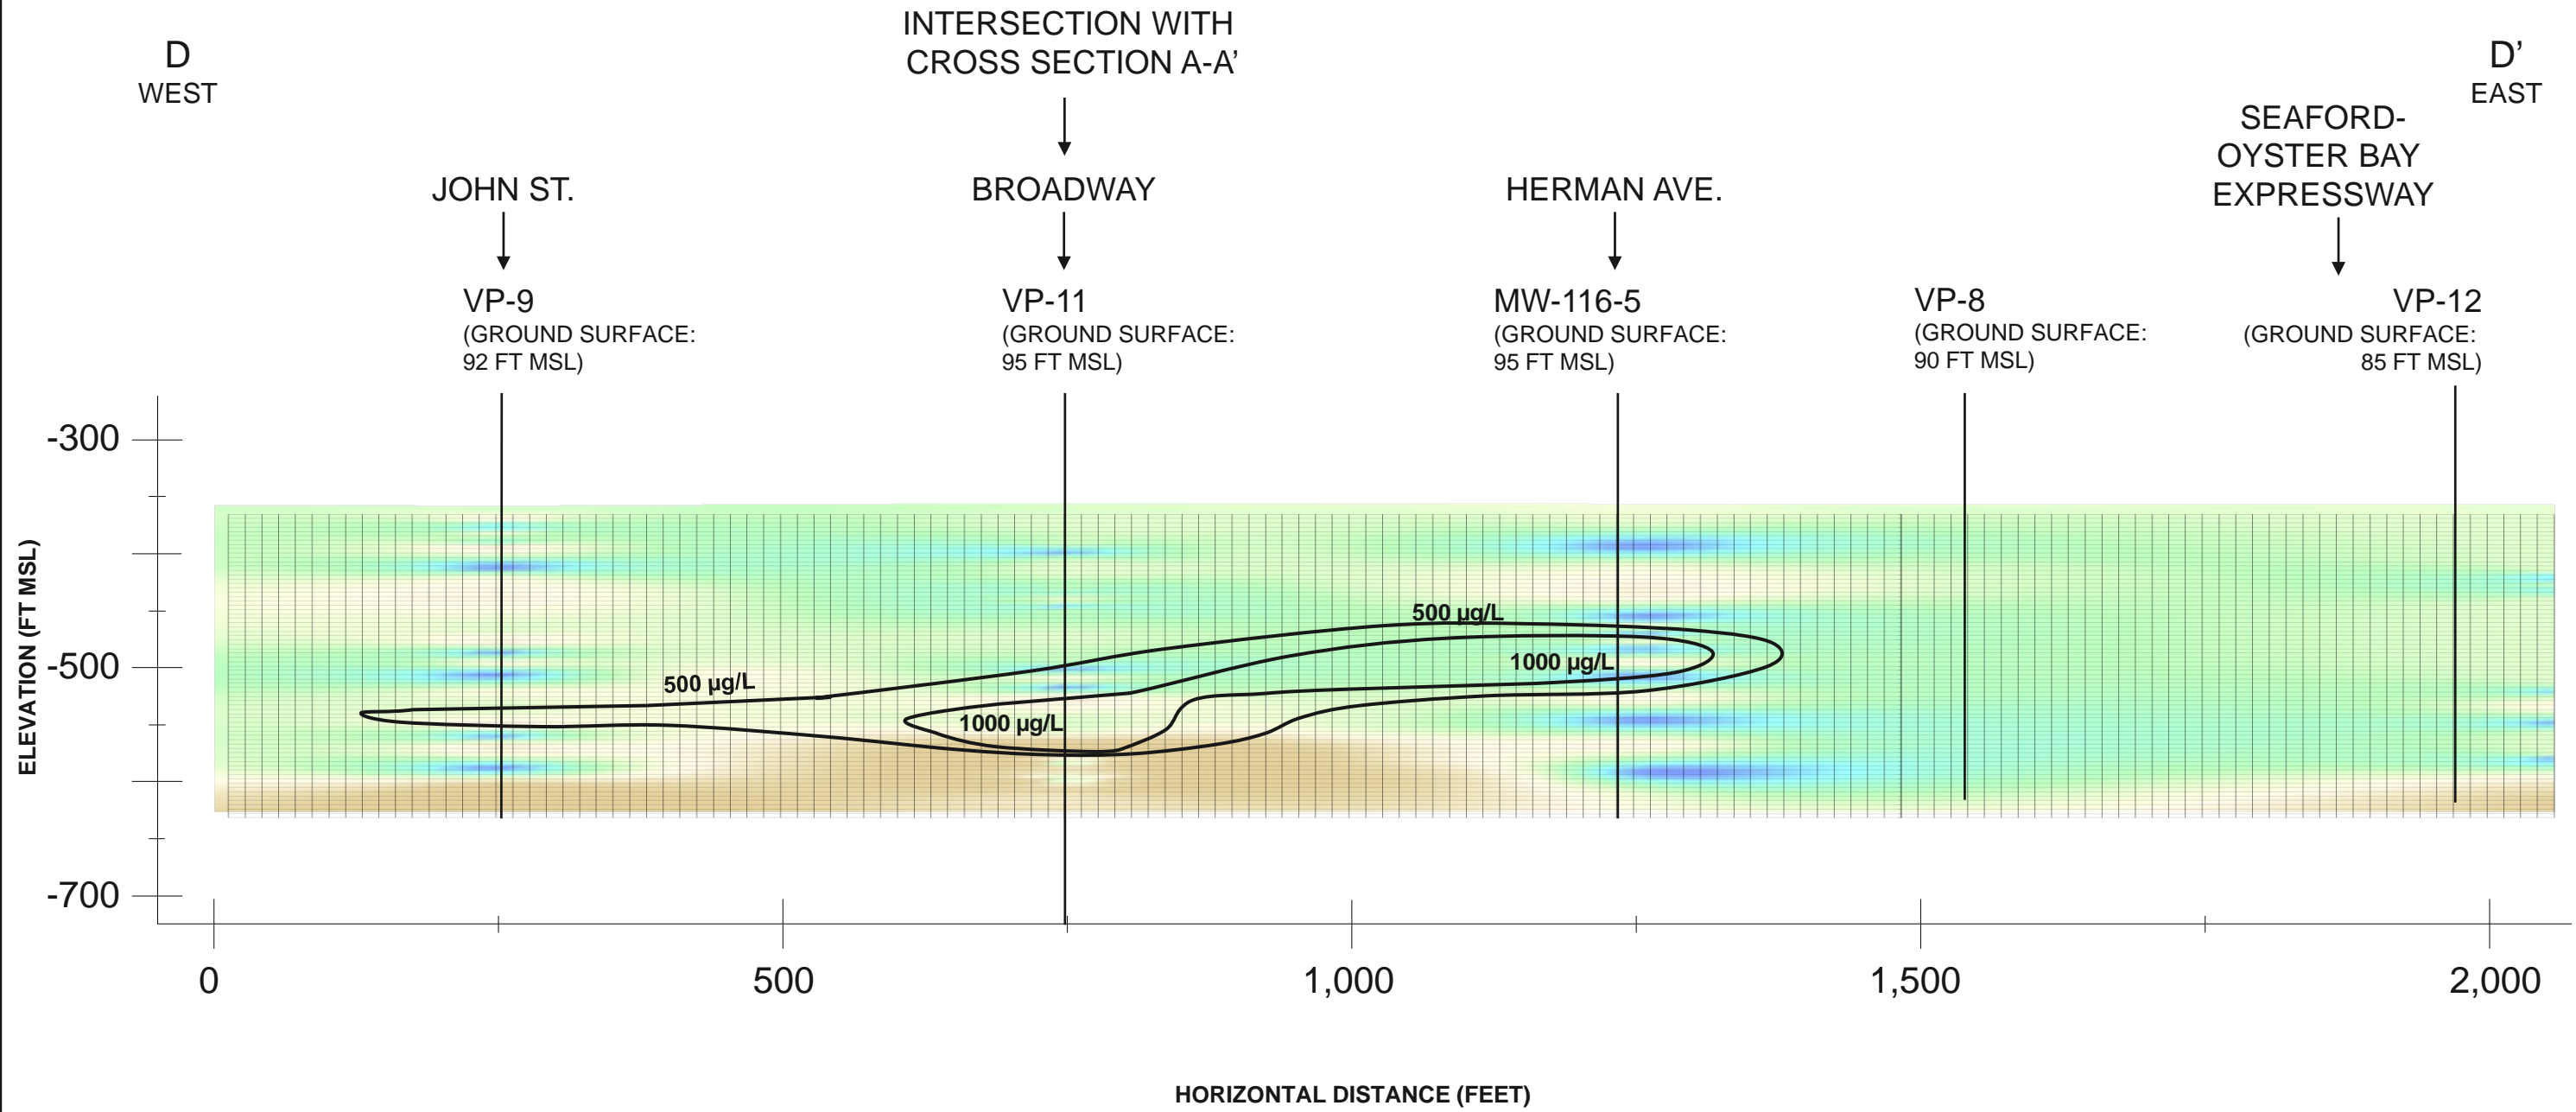 INTERSECTION WITH
CROSS SECTION A-A’
D
WEST
D’
EAST
SEAFORD-
OYSTER BAY
EXPRESSWAY
JOHN ST.
BROADWAY
HERMAN AVE.
VP-9
(GROUND SURFACE:
92 FT MSL)
VP-11
(GROUND SURFACE:
95 FT MSL)
MW-116-5
(GROUND SURFACE:
95 FT MSL)
VP-8
(GROUND SURFACE:
90 FT MSL)
VP-12
(GROUND SURFACE:
85 FT MSL)
ELEVATION (FT MSL)
-300
-500
-700
500 µg/L
1000 µg/L
500 µg/L
1000 µg/L
0
500
1,000
1,500
2,000
HORIZONTAL DISTANCE (FEET)